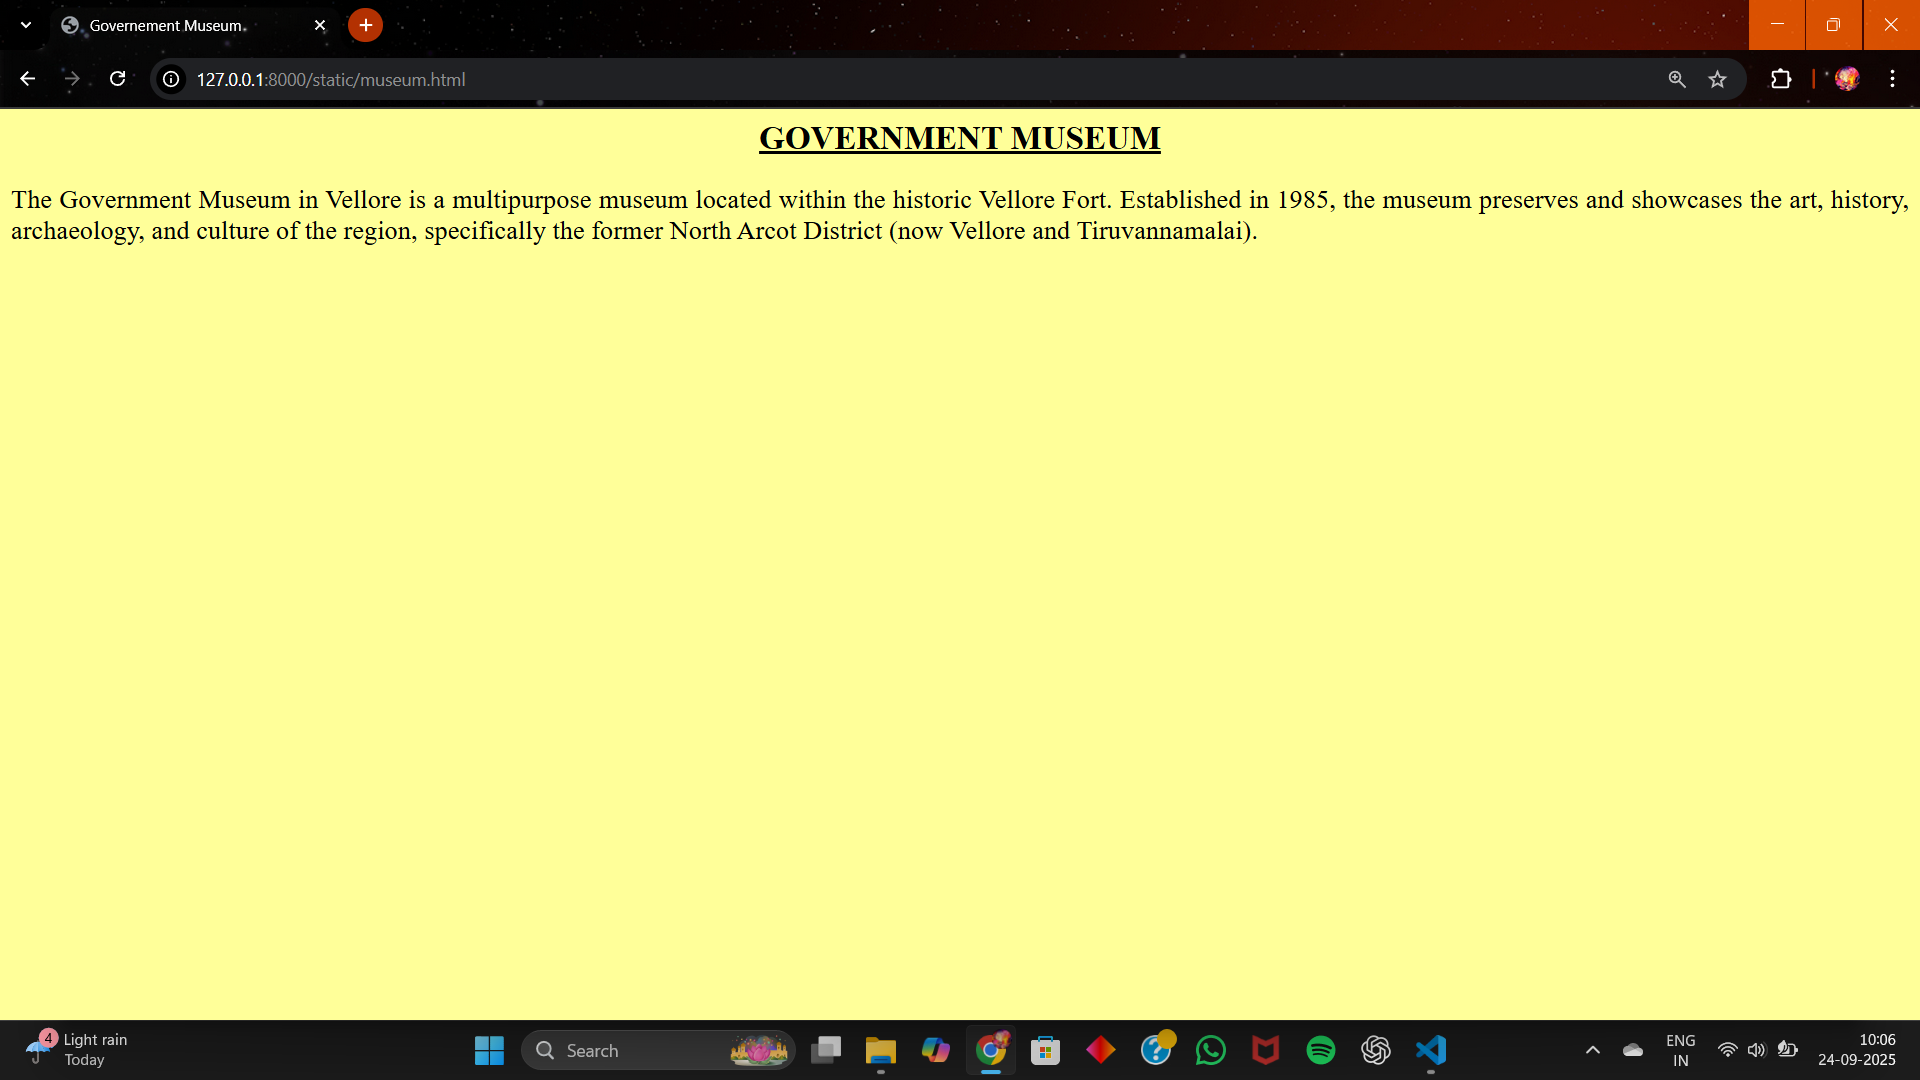 Governement Museum
127.0.0.1:8000/static/museum.html
GOVERNMENT MUSEUM
The Government Museum in Vellore is a multipurpose museum located within the historic Vellore Fort. Established in 1985, the museum preserves and showcases the art, history,
archaeology, and culture of the region, specifically the former North Arcot District (now Vellore and Tiruvannamalai).
4
Light rain
Today
Search
ENG
IN
10:06
24-09-2025